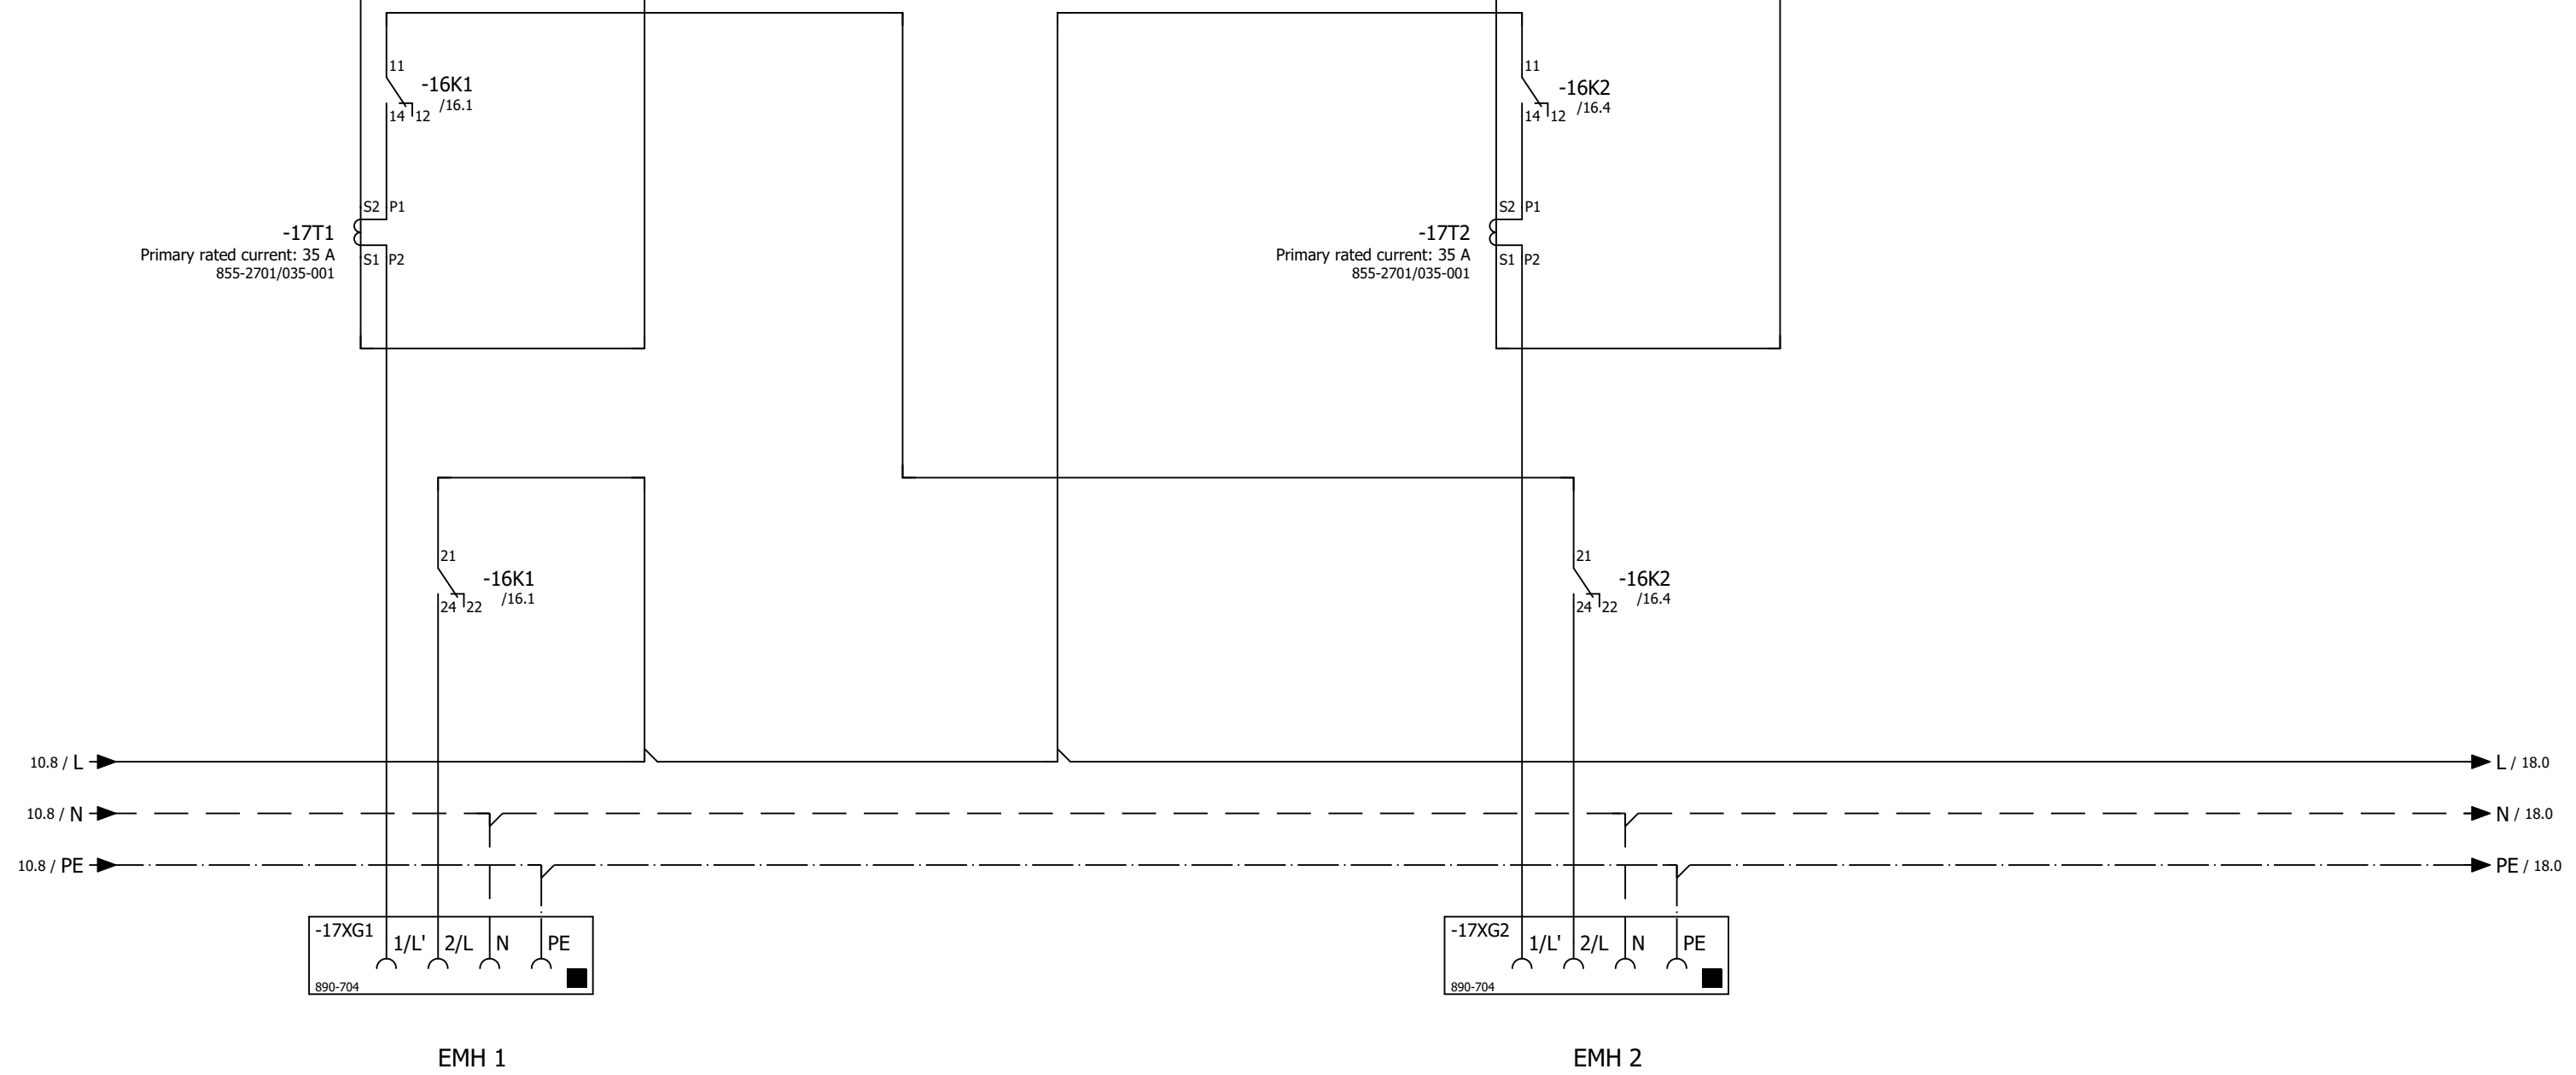 11
-16K1
/16.1
14 12
11
-16K2
/16.4
14 12
S2 P1
-17T1
Primary rated current: 35 A
855-2701/035-001
S1 P2
S2 P1
-17T2
Primary rated current: 35 A
855-2701/035-001
S1 P2
21
-16K1
/16.1
24 22
21
-16K2
/16.4
24 22
10.8 / L
L / 18.0
10.8 / N
N / 18.0
10.8 / PE
PE / 18.0
-17XG1
1/L' 2/L N PE
890-704
-17XG2
1/L' 2/L N PE
890-704
EMH 1
EMH 2